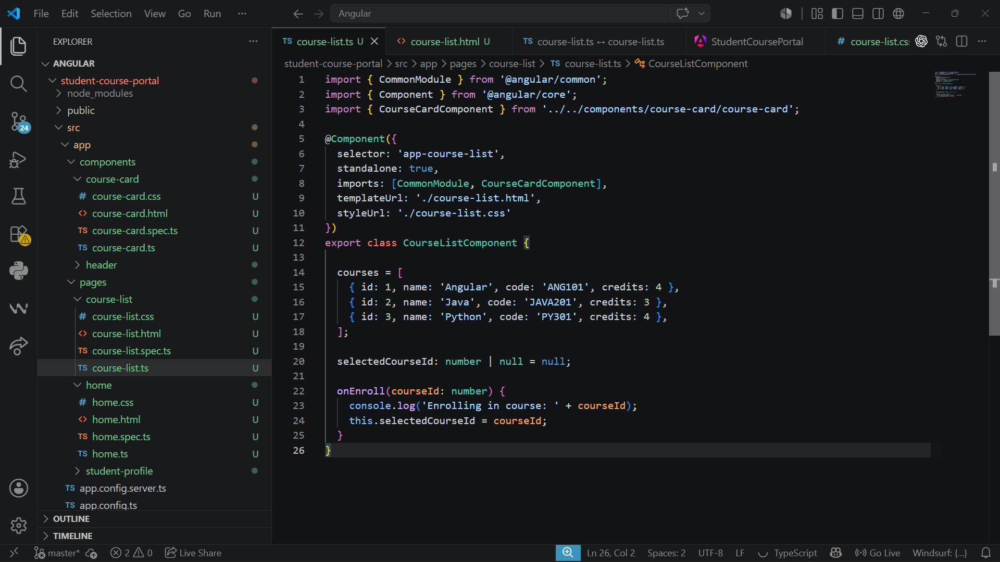 File Edit Selection View Go Run ··· Angular
EXPLORER ···
ANGULAR
student-course-portal
node_modules
public
src
app
components
course-card
# course-card.css U
<> course-card.html U
TS course-card.spec.ts U
TS course-card.ts U
header
pages
course-list
# course-list.css U
<> course-list.html U
TS course-list.spec.ts U
TS course-list.ts U
home
# home.css U
<> home.html U
TS home.spec.ts U
TS home.ts U
student-profile
TS app.config.server.ts
TS app.config.ts
OUTLINE
TIMELINE
24
TS course-list.ts U <> course-list.html U TS course-list.ts ↔ course-list.ts StudentCoursePortal # course-list.cs ···
student-course-portal > src > app > pages > course-list > TS course-list.ts > CourseListComponent
1 import { CommonModule } from '@angular/common';
2 import { Component } from '@angular/core';
3 import { CourseCardComponent } from '../../components/course-card/course-card';
4
5 @Component({
6 selector: 'app-course-list',
7 standalone: true,
8 imports: [CommonModule, CourseCardComponent],
9 templateUrl: './course-list.html',
10 styleUrl: './course-list.css'
11 })
12 export class CourseListComponent {
13
14 courses = [
15 { id: 1, name: 'Angular', code: 'ANG101', credits: 4 },
16 { id: 2, name: 'Java', code: 'JAVA201', credits: 3 },
17 { id: 3, name: 'Python', code: 'PY301', credits: 4 },
18 ];
19
20 selectedCourseId: number | null = null;
21
22 onEnroll(courseId: number) {
23 console.log('Enrolling in course: ' + courseId);
24 this.selectedCourseId = courseId;
25 }
26 }
master* 2 0 Live Share Ln 26, Col 2 Spaces: 2 UTF-8 LF TypeScript Go Live Windsurf: {...}